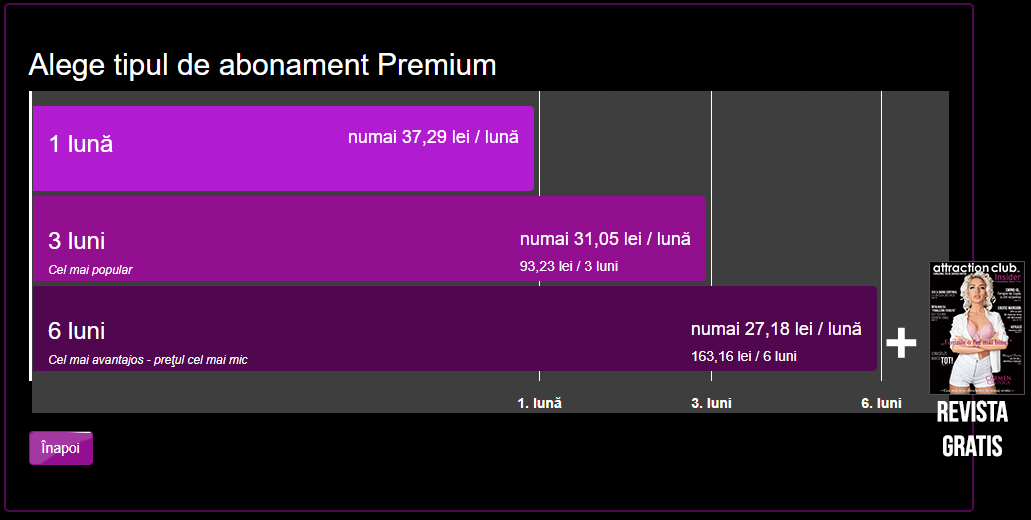 Alege tipul de abonament Premium
1 lună
numai 37,29 lei / lună
3 luni
numai 31,05 lei / lună
Cel mai popular
93,23 lei / 3 luni
6 luni
numai 27,18 lei / lună
Cel mai avantajos - preţul cel mai mic
163,16 lei / 6 luni
+
1. lună
3. luni
6. luni
Înapoi
attraction club
Insider
TOT!
CARMEN
REVISTA
GRATIS